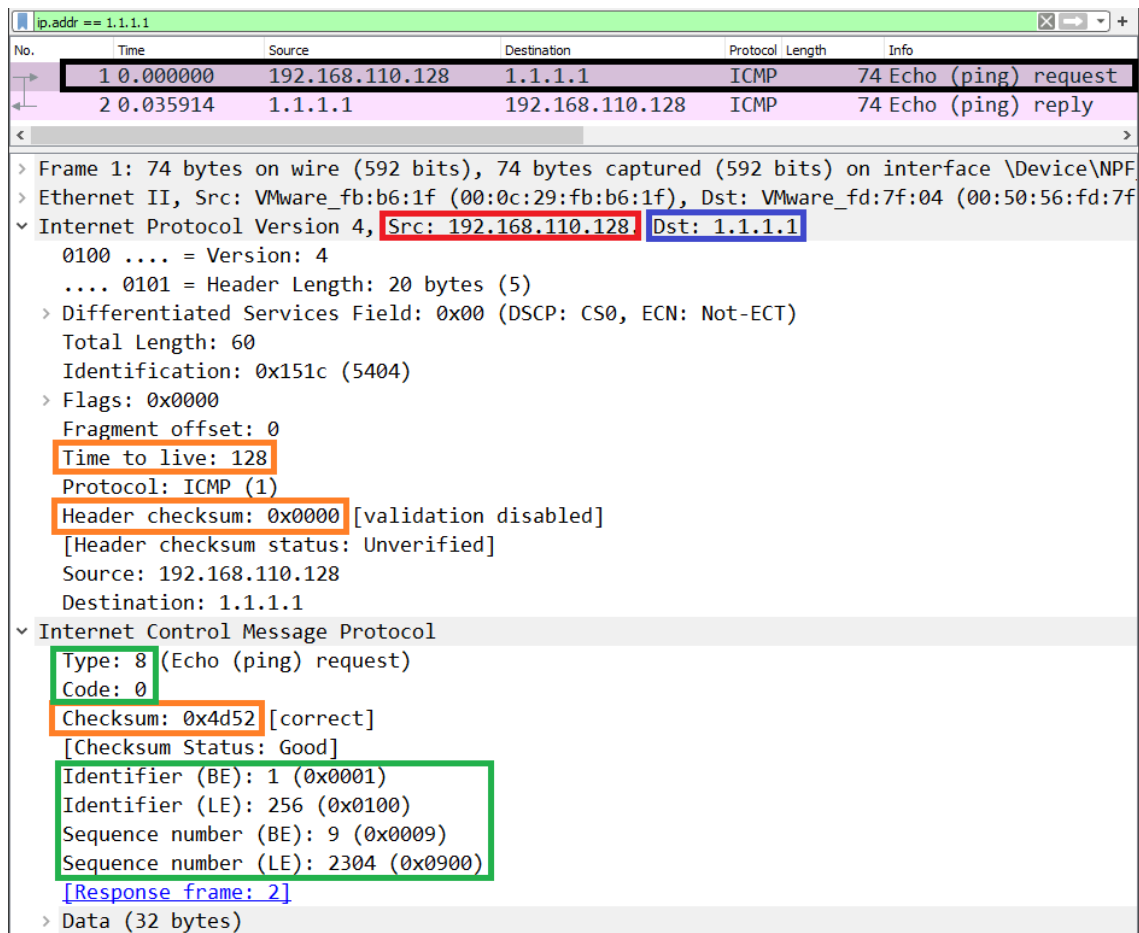 ip.addr == 1.1.1.1
No. Time Source Destination Protocol Length Info
1 0.000000 192.168.110.128 1.1.1.1 ICMP 74 Echo (ping) request
2 0.035914 1.1.1.1 192.168.110.128 ICMP 74 Echo (ping) reply
Frame 1: 74 bytes on wire (592 bits), 74 bytes captured (592 bits) on interface \Device\NPF_
Ethernet II, Src: VMware_fb:b6:1f (00:0c:29:fb:b6:1f), Dst: VMware_fd:7f:04 (00:50:56:fd:7f
Internet Protocol Version 4, Src: 192.168.110.128, Dst: 1.1.1.1
0100 .... = Version: 4
.... 0101 = Header Length: 20 bytes (5)
Differentiated Services Field: 0x00 (DSCP: CS0, ECN: Not-ECT)
Total Length: 60
Identification: 0x151c (5404)
Flags: 0x0000
Fragment offset: 0
Time to live: 128
Protocol: ICMP (1)
Header checksum: 0x0000 [validation disabled]
[Header checksum status: Unverified]
Source: 192.168.110.128
Destination: 1.1.1.1
Internet Control Message Protocol
Type: 8 (Echo (ping) request)
Code: 0
Checksum: 0x4d52 [correct]
[Checksum Status: Good]
Identifier (BE): 1 (0x0001)
Identifier (LE): 256 (0x0100)
Sequence number (BE): 9 (0x0009)
Sequence number (LE): 2304 (0x0900)
[Response frame: 2]
Data (32 bytes)